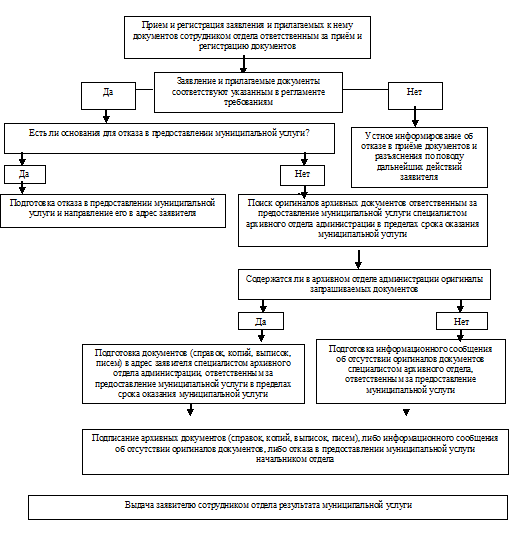 Прием и регистрация заявления и прилагаемых к нему
документов сотрудником отдела ответственным за приём и
регистрацию документов
Да
Заявление и прилагаемые документы
соответствуют указанным в регламенте
требованиям
Нет
Есть ли основания для отказа в предоставлении муниципальной услуги?
Устное информирование об
отказе в приёме документов и
разъяснения по поводу
дальнейших действий
заявителя
Да
Нет
Подготовка отказа в предоставлении муниципальной
услуги и направление его в адрес заявителя
Поиск оригиналов архивных документов ответственным за
предоставление муниципальной услуги специалистом
архивного отдела администрации в пределах срока оказания
муниципальной услуги
Содержатся ли в архивном отделе администрации оригиналы
запрашиваемых документов
Да
Нет
Подготовка документов (справок, копий, выписок,
писем) в адрес заявителя специалистом архивного
отдела администрации, ответственным за
предоставление муниципальной услуги в пределах
срока оказания муниципальной услуги
Подготовка информационного сообщения
об отсутствии оригиналов документов
специалистом архивного отдела,
ответственным за предоставление
муниципальной услуги
Подписание архивных документов (справок, копий, выписок, писем), либо информационного сообщения
об отсутствии оригиналов документов, либо отказа в предоставлении муниципальной услуги
начальником отдела
Выдача заявителю сотрудником отдела результата муниципальной услуги